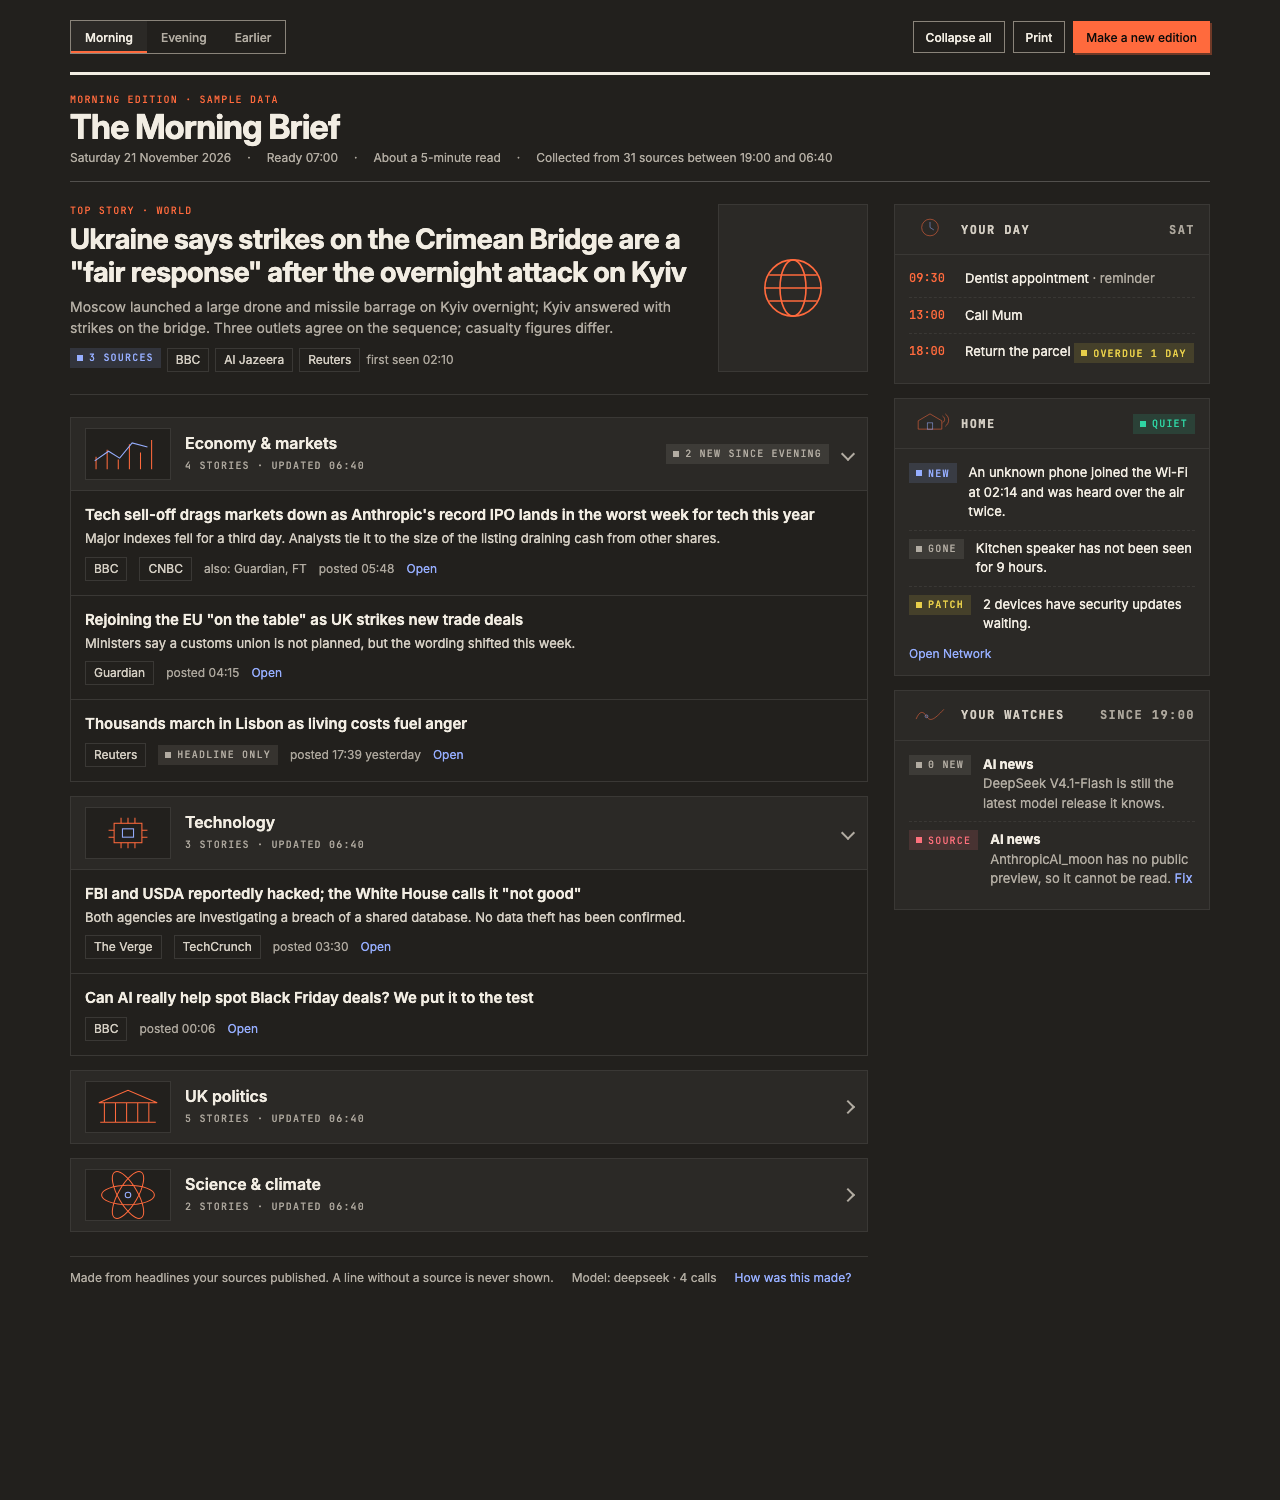 Morning Evening Earlier
Collapse all Print Make a new edition
MORNING EDITION · SAMPLE DATA
The Morning Brief
Saturday 21 November 2026 · Ready 07:00 · About a 5-minute read · Collected from 31 sources between 19:00 and 06:40
TOP STORY · WORLD
Ukraine says strikes on the Crimean Bridge are a
"fair response" after the overnight attack on Kyiv
Moscow launched a large drone and missile barrage on Kyiv overnight; Kyiv answered with
strikes on the bridge. Three outlets agree on the sequence; casualty figures differ.
3 SOURCES BBC Al Jazeera Reuters first seen 02:10
Economy & markets
4 STORIES · UPDATED 06:40
2 NEW SINCE EVENING
Tech sell-off drags markets down as Anthropic's record IPO lands in the worst week for tech this year
Major indexes fell for a third day. Analysts tie it to the size of the listing draining cash from other shares.
BBC CNBC also: Guardian, FT posted 05:48 Open
Rejoining the EU "on the table" as UK strikes new trade deals
Ministers say a customs union is not planned, but the wording shifted this week.
Guardian posted 04:15 Open
Thousands march in Lisbon as living costs fuel anger
Reuters HEADLINE ONLY posted 17:39 yesterday Open
Technology
3 STORIES · UPDATED 06:40
FBI and USDA reportedly hacked; the White House calls it "not good"
Both agencies are investigating a breach of a shared database. No data theft has been confirmed.
The Verge TechCrunch posted 03:30 Open
Can AI really help spot Black Friday deals? We put it to the test
BBC posted 00:06 Open
UK politics
5 STORIES · UPDATED 06:40
Science & climate
2 STORIES · UPDATED 06:40
Made from headlines your sources published. A line without a source is never shown. Model: deepseek · 4 calls How was this made?
YOUR DAY SAT
09:30 Dentist appointment · reminder
13:00 Call Mum
18:00 Return the parcel OVERDUE 1 DAY
HOME QUIET
NEW An unknown phone joined the Wi-Fi
at 02:14 and was heard over the air
twice.
GONE Kitchen speaker has not been seen
for 9 hours.
PATCH 2 devices have security updates
waiting.
Open Network
YOUR WATCHES SINCE 19:00
0 NEW AI news
DeepSeek V4.1-Flash is still the
latest model release it knows.
SOURCE AI news
AnthropicAI_moon has no public
preview, so it cannot be read. Fix